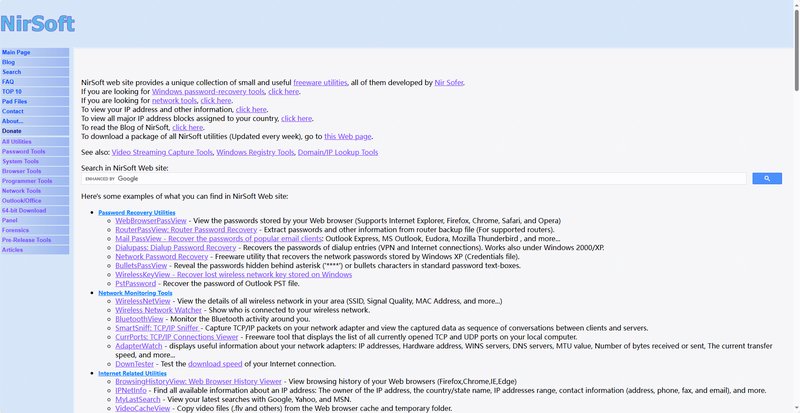 NirSoft
Main Page
Blog
Search
FAQ
TOP 10
Pad Files
Contact
About...
Donate
All Utilities
Password Tools
System Tools
Browser Tools
Programmer Tools
Network Tools
Outlook/Office
64-bit Download
Panel
Forensics
Pre-Release Tools
Articles
NirSoft web site provides a unique collection of small and useful freeware utilities, all of them developed by Nir Sofer.
If you are looking for Windows password-recovery tools, click here.
If you are looking for network tools, click here.
To view your IP address and other information, click here.
To view all major IP address blocks assigned to your country, click here.
To read the Blog of NirSoft, click here.
To download a package of all NirSoft utilities (Updated every week), go to this Web page.
See also: Video Streaming Capture Tools, Windows Registry Tools, Domain/IP Lookup Tools
Search in NirSoft Web site:
ENHANCED BY Google
Here's some examples of what you can find in NirSoft Web site:
• Password Recovery Utilities
◦ WebBrowserPassView - View the passwords stored by your Web browser (Supports Internet Explorer, Firefox, Chrome, Safari, and Opera)
◦ RouterPassView: Router Password Recovery - Extract passwords and other information from router backup file (For supported routers).
◦ Mail PassView - Recover the passwords of popular email clients: Outlook Express, MS Outlook, Eudora, Mozilla Thunderbird , and more...
◦ Dialupass: Dialup Password Recovery - Recovers the passwords of dialup entries (VPN and Internet connections). Works also under Windows 2000/XP.
◦ Network Password Recovery - Freeware utility that recovers the network passwords stored by Windows XP (Credentials file).
◦ BulletsPassView - Reveal the passwords hidden behind asterisk ('****') or bullets characters in standard password text-boxes.
◦ WirelessKeyView - Recover lost wireless network key stored on Windows
◦ PstPassword - Recover the password of Outlook PST file.
• Network Monitoring Tools
◦ WirelessNetView - View the details of all wireless network in your area (SSID, Signal Quality, MAC Address, and more...)
◦ Wireless Network Watcher - Show who is connected to your wireless network.
◦ BluetoothView - Monitor the Bluetooth activity around you.
◦ SmartSniff: TCP/IP Sniffer - Capture TCP/IP packets on your network adapter and view the captured data as sequence of conversations between clients and servers.
◦ CurrPorts: TCP/IP Connections Viewer - Freeware tool that displays the list of all currently opened TCP and UDP ports on your local computer.
◦ AdapterWatch - displays useful information about your network adapters: IP addresses, Hardware address, WINS servers, DNS servers, MTU value, Number of bytes received or sent, The current transfer
speed, and more...
◦ DownTester - Test the download speed of your Internet connection.
• Internet Related Utilities
◦ BrowsingHistoryView: Web Browser History Viewer - View browsing history of your Web browsers (Firefox,Chrome,IE,Edge)
◦ IPNetInfo - Find all available information about an IP address: The owner of the IP address, the country/state name, IP addresses range, contact information (address, phone, fax, and email), and more.
◦ MyLastSearch - View your latest searches with Google, Yahoo, and MSN.
◦ VideoCacheView - Copy video files (.flv and others) from the Web browser cache and temporary folder.